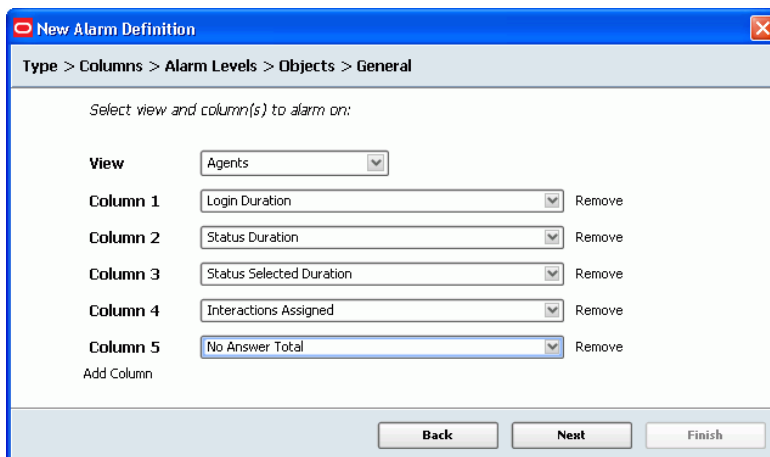 New Alarm Definition
Type > Columns > Alarm Levels > Objects > General
Select view and column(s) to alarm on:
View Agents
Column 1 Login Duration Remove
Column 2 Status Duration Remove
Column 3 Status Selected Duration Remove
Column 4 Interactions Assigned Remove
Column 5 No Answer Total Remove
Add Column
Back Next Finish